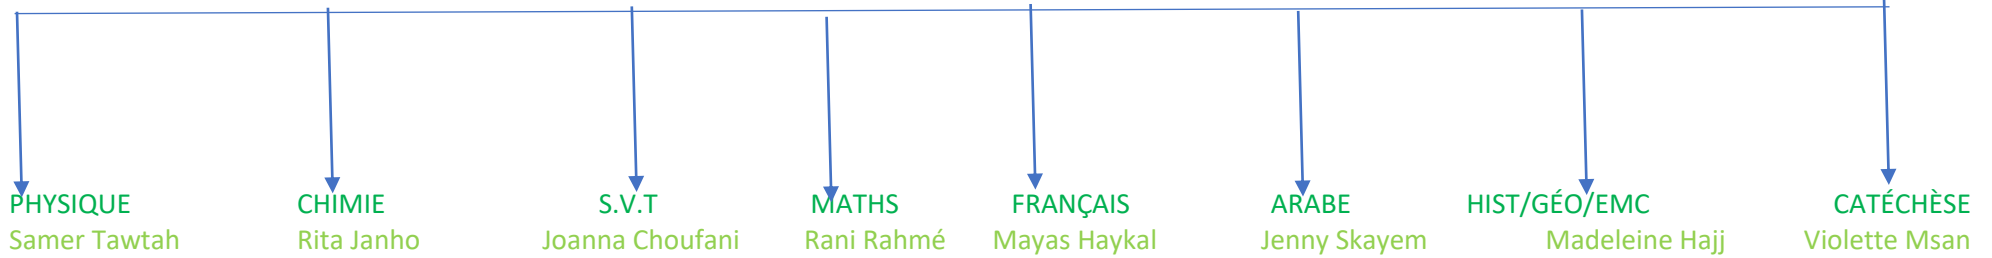 PHYSIQUE CHIMIE S.V.T MATHS FRANÇAIS ARABE HIST/GÉO/EMC CATÉCHÈSE
Samer Tawtah Rita Janho Joanna Choufani Rani Rahmé Mayas Haykal Jenny Skayem Madeleine Hajj Violette Msan